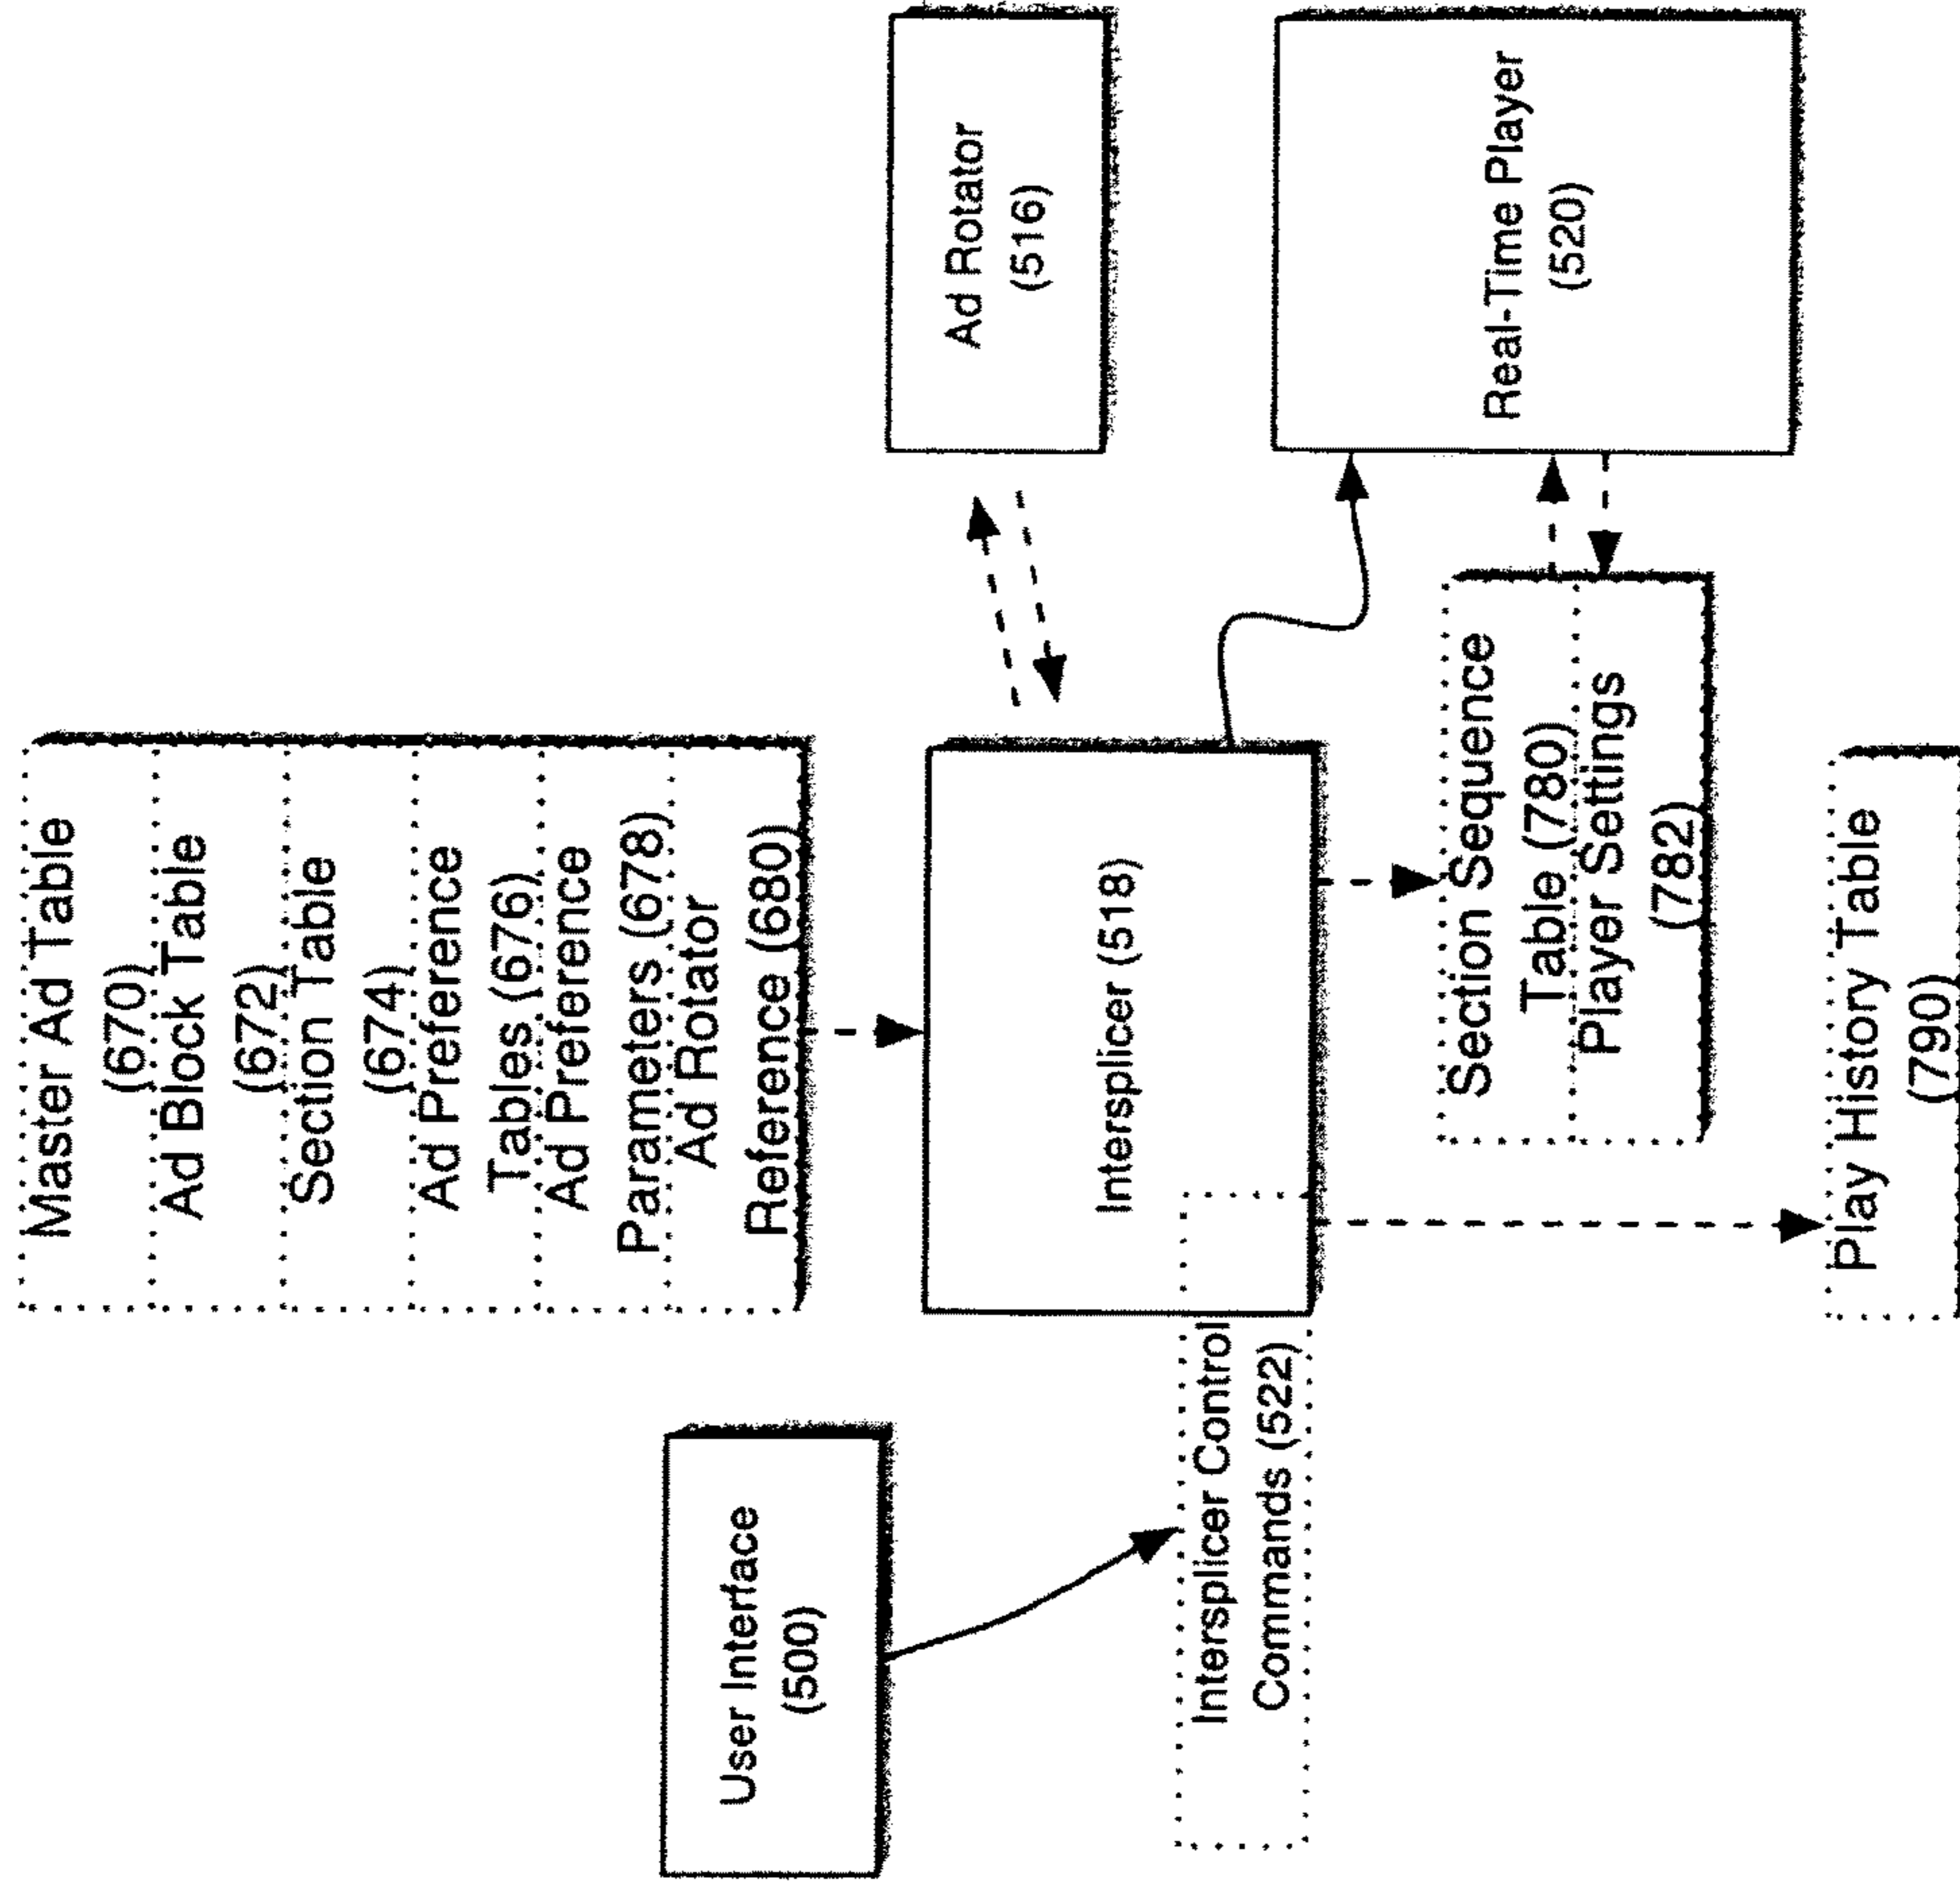 Master Ad Table
(670)
Ad Block Table
(672)
Section Table
(674)
Ad Preference
Tables (676)
Ad Preference
Parameters (678)
Ad Rotator
Reference (680)
User Interface
(500)
Intersplicer (518)
Intersplicer Control
Commands (522)
Ad Rotator
(516)
Real-Time Player
(520)
Section Sequence
Table (780)
Player Settings
(782)
Play History Table
(790)